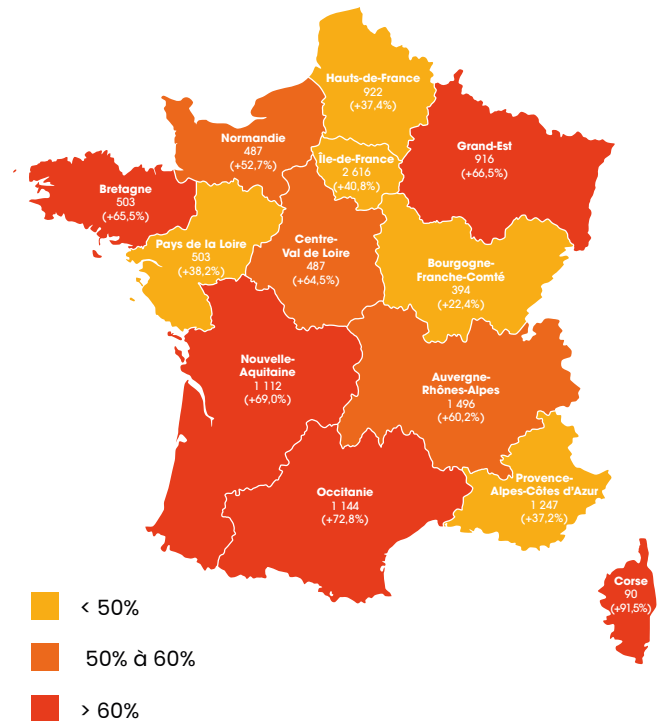 Hauts-de-France
922
(+37,4%)
Normandie
487
(+52,7%)
Île-de-France
2 616
(+40,8%)
Grand-Est
916
(+66,5%)
Bretagne
503
(+65,5%)
Pays de la Loire
503
(+38,2%)
Centre-
Val de Loire
487
(+64,5%)
Bourgogne-
Franche-Comté
394
(+22,4%)
Nouvelle-
Aquitaine
1 112
(+69,0%)
Auvergne-
Rhônes-Alpes
1 496
(+60,2%)
Occitanie
1 144
(+72,8%)
Provence-
Alpes-Côtes d'Azur
1 247
(+37,2%)
Corse
90
(+91,5%)
< 50%
50% à 60%
> 60%